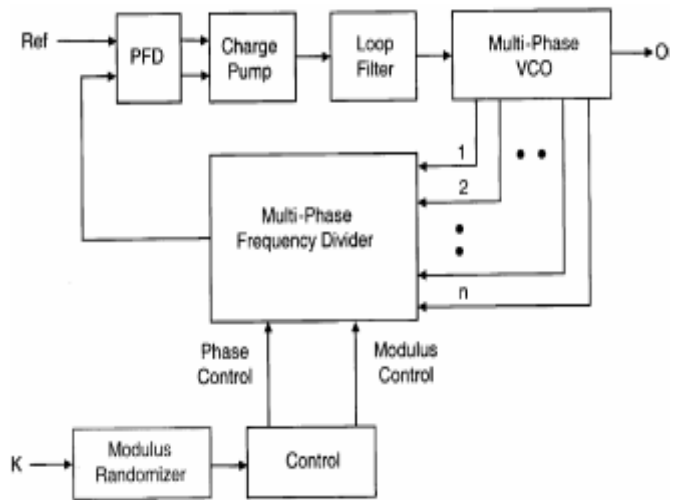 Ref
PFD
Charge
Pump
Loop
Filter
Multi-Phase
VCO
O
1
2
n
Multi-Phase
Frequency Divider
Phase
Control
Modulus
Control
K
Modulus
Randomizer
Control